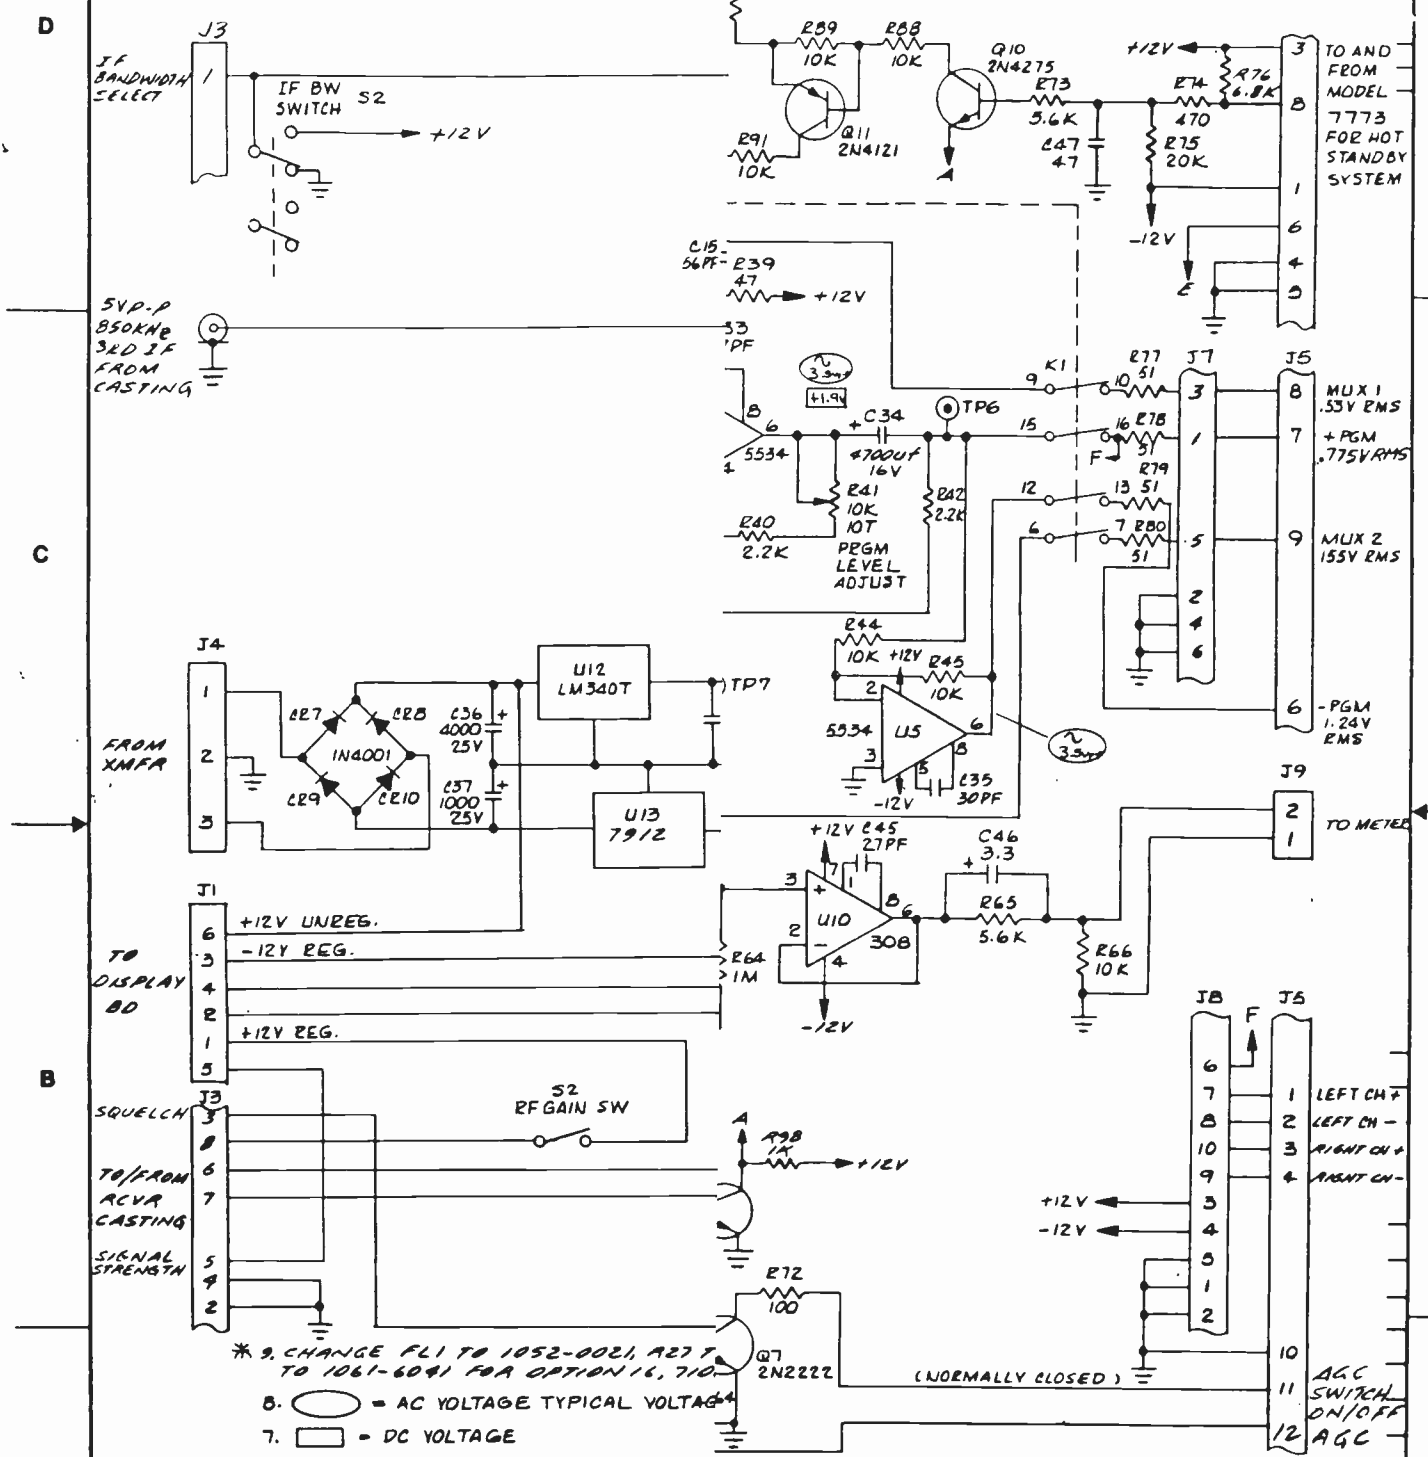 D
J3
IF
BANDWIDTH
SELECT
1
IF BW
SWITCH S2
+12V
5VP-P
850KHz
3RD IF
FROM
CASTING
R89
10K
R88
10K
Q10
2N4275
Q11
2N4121
R91
10K
A
R73
5.6K
C47
47
R74
470
R75
20K
R76
6.8K
+12V
-12V
E
3
8
1
6
4
5
TO AND
FROM
MODEL
7773
FOR HOT
STANDBY
SYSTEM
C15
56PF
R39
47
+12V
33
PF
8
6
5534
+1.9V
+ C34
4700uf
16V
TP6
R41
10K
10T
PRGM
LEVEL
ADJUST
R40
2.2K
R42
2.2K
K1
9
10
R77
51
15
16
R78
51
F
12
13
R79
51
6
7
R80
51
J7
3
1
5
2
4
6
J5
8
7
9
6
MUX 1
.53V RMS
+PGM
.775V RMS
MUX 2
155V RMS
-PGM
1.24V
RMS
C
R44
10K
+12V
R45
10K
2
3
5534
U5
6
8
5
-12V
C35
30PF
J4
1
2
3
FROM
XMFR
CR7
CR8
1N4001
CR9
CR10
C36
4000
25V
C37
1000
25V
U12
LM340T
TP7
U13
7912
J9
2
1
TO METER
+12V
C45
27PF
3
+
7
1
8
U10
6
2
-
308
4
-12V
R64
1M
C46
+ 3.3
R65
5.6K
R66
10K
J1
6
3
4
2
1
5
+12V UNREG.
-12V REG.
+12V REG.
TO
DISPLAY
BD
B
J3
3
8
6
7
5
4
2
SQUELCH
TO/FROM
RCVR
CASTING
SIGNAL
STRENGTH
S2
RF GAIN SW
A
R98
1K
+12V
R72
100
Q7
2N2222
(NORMALLY CLOSED)
J8
6
7
8
10
9
3
4
5
1
2
F
+12V
-12V
J5
1
2
3
4
10
11
12
LEFT CH +
LEFT CH -
RIGHT CH +
RIGHT CH -
AGC
SWITCH
ON/OFF
AGC
* 9. CHANGE FL1 TO 1052-0021, R27 T
TO 1061-6041 FOR OPTION 16, 710
8. = AC VOLTAGE TYPICAL VOLTAG
7. = DC VOLTAGE